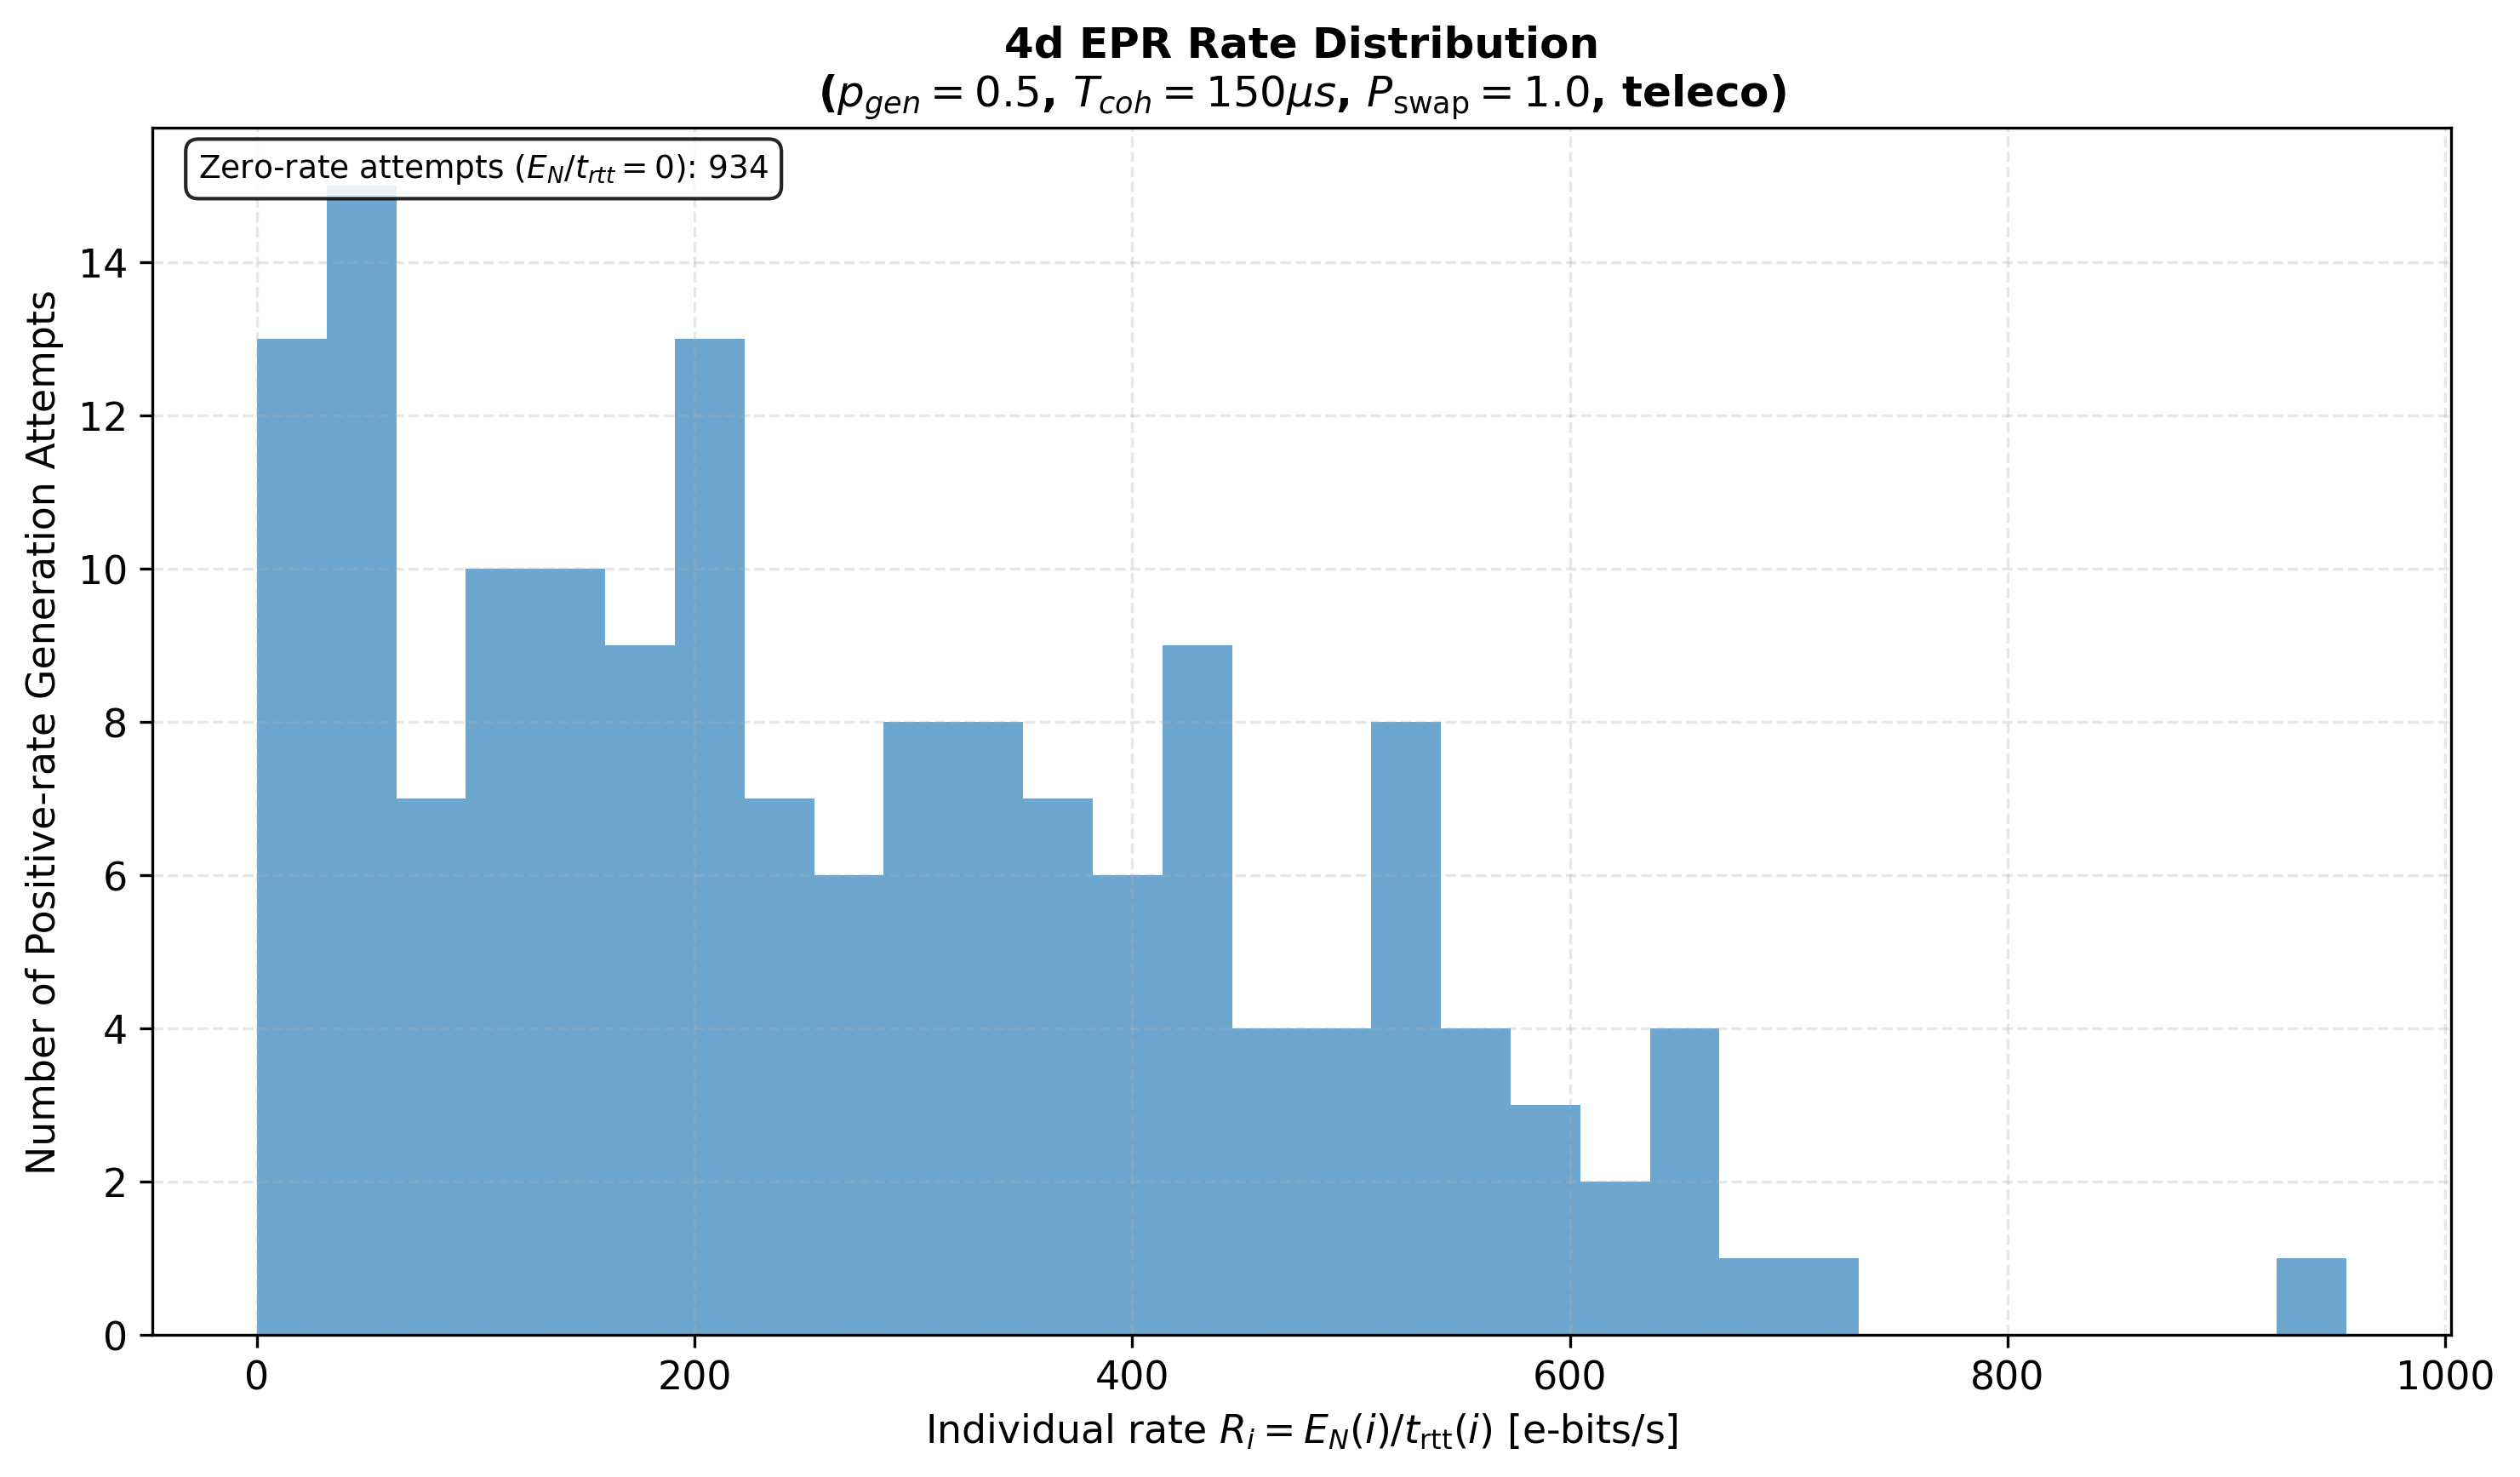 4d EPR Rate Distribution
(p_gen = 0.5, T_coh = 150μs, P_swap = 1.0, teleco)
Zero-rate attempts (E_N/t_rtt = 0): 934
Number of Positive-rate Generation Attempts
14
12
10
8
6
4
2
0
0 200 400 600 800 1000
Individual rate R_i = E_N(i)/t_rtt(i) [e-bits/s]